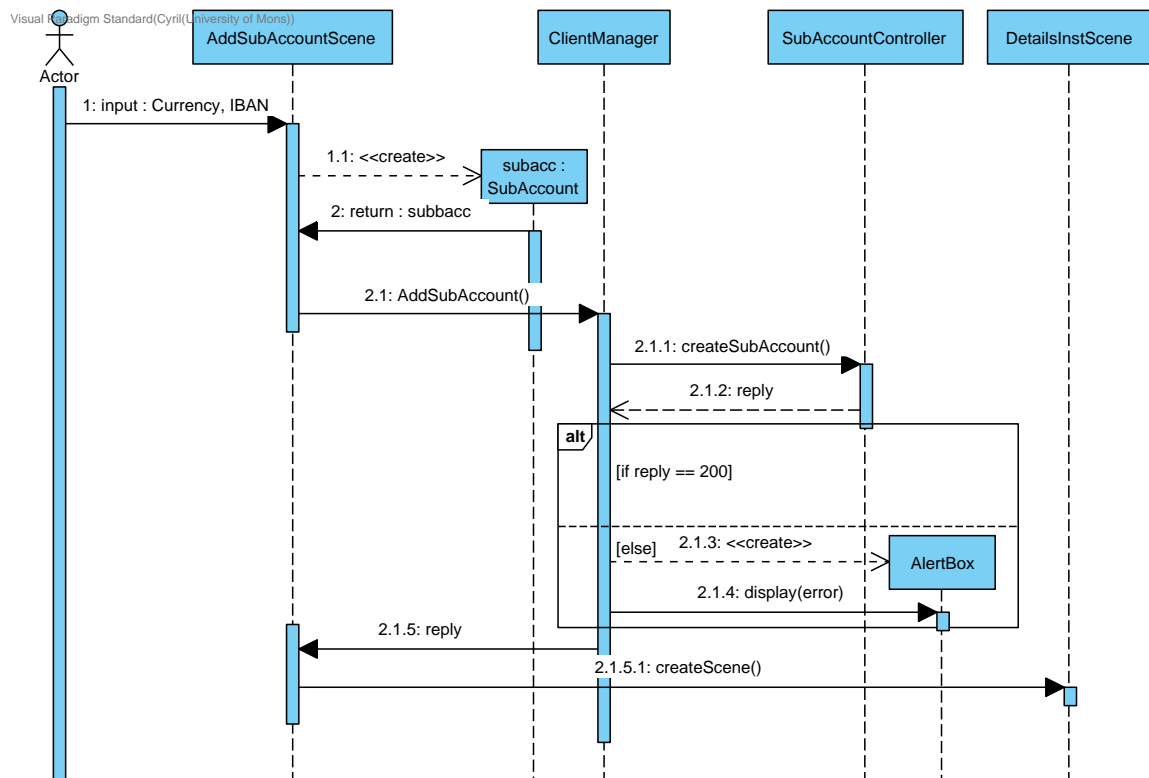 Visual Paradigm Standard(Cyril(University of Mons))
Actor
AddSubAccountScene
ClientManager
SubAccountController
DetailsInstScene
1: input : Currency, IBAN
1.1: <<create>>
subacc :
SubAccount
2: return : subbacc
2.1: AddSubAccount()
2.1.1: createSubAccount()
2.1.2: reply
alt
[if reply == 200]
[else]
2.1.3: <<create>>
AlertBox
2.1.4: display(error)
2.1.5: reply
2.1.5.1: createScene()